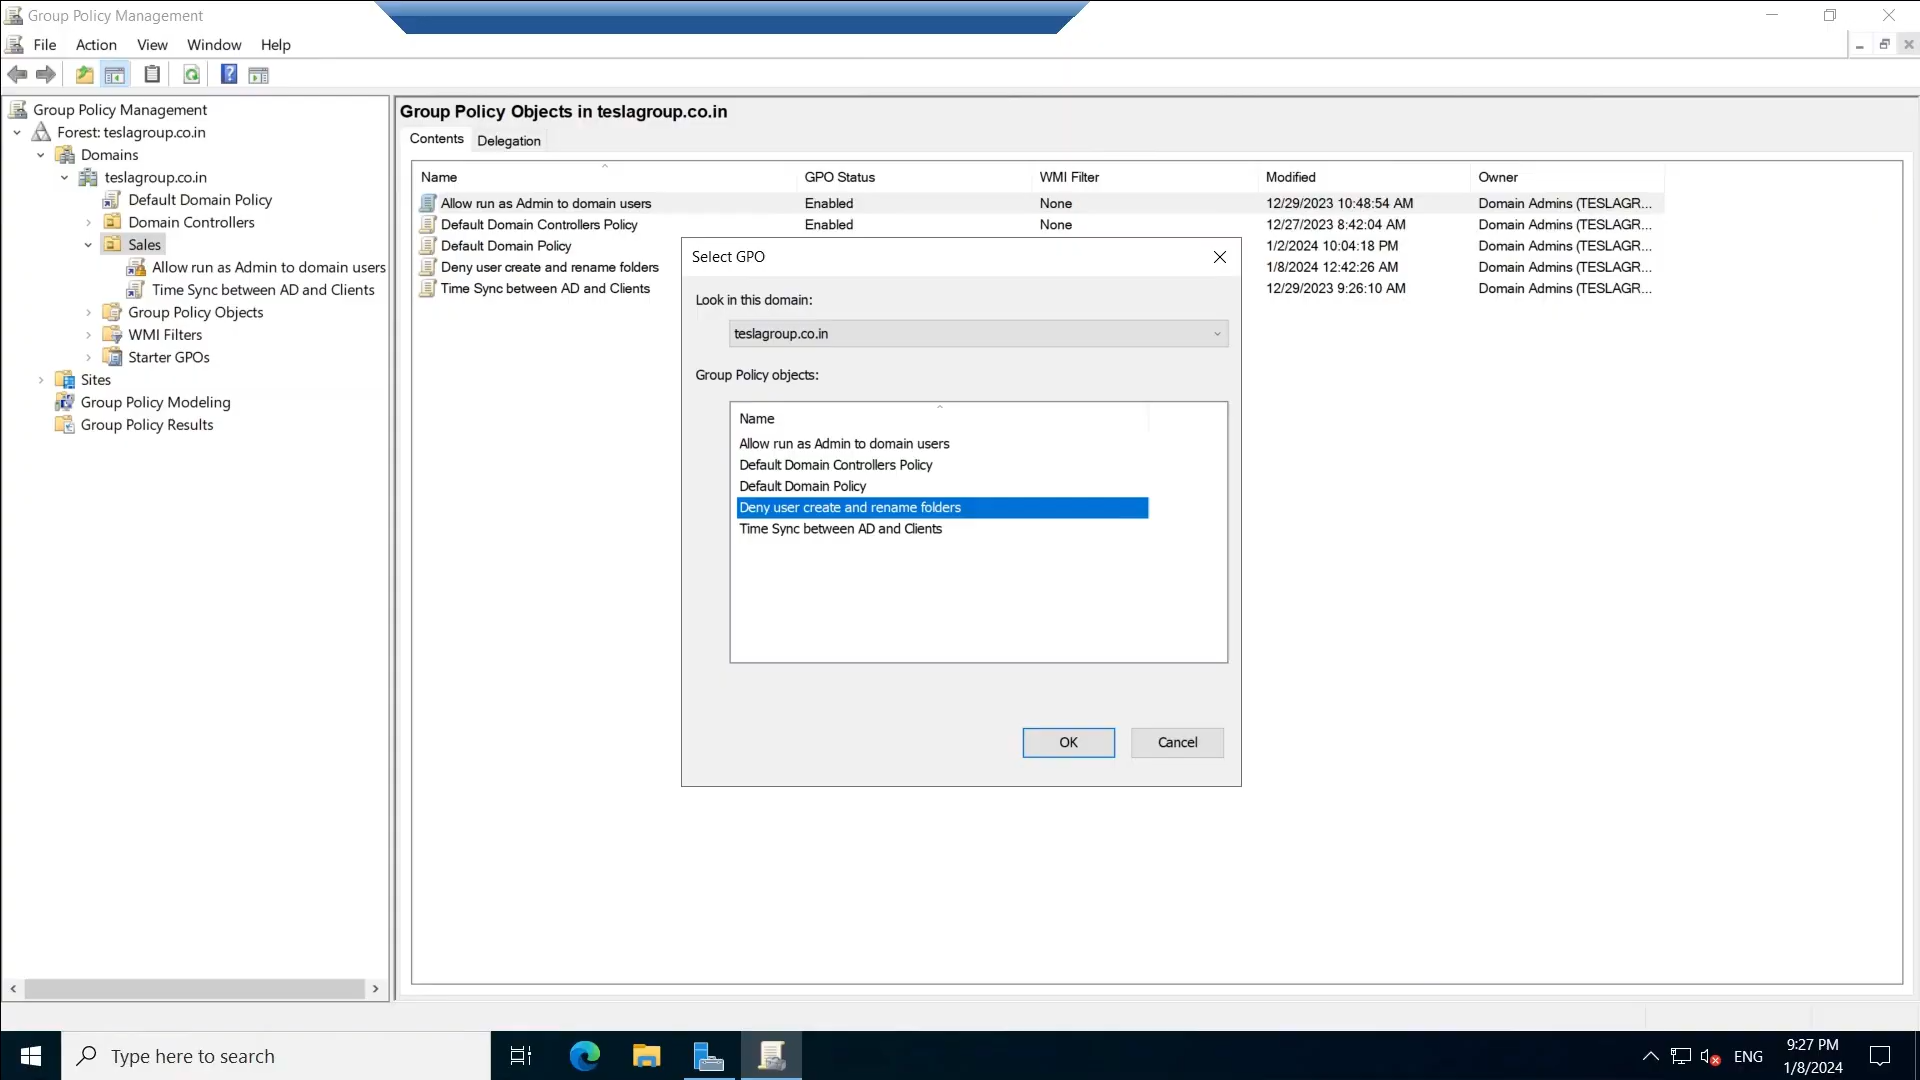 Group Policy Management
File Action View Window Help
Group Policy Management
Forest: teslagroup.co.in
Domains
teslagroup.co.in
Default Domain Policy
Domain Controllers
Sales
Allow run as Admin to domain users
Time Sync between AD and Clients
Group Policy Objects
WMI Filters
Starter GPOs
Sites
Group Policy Modeling
Group Policy Results
Group Policy Objects in teslagroup.co.in
Contents Delegation
Name GPO Status WMI Filter Modified Owner
Allow run as Admin to domain users Enabled None 12/29/2023 10:48:54 AM Domain Admins (TESLAGR...
Default Domain Controllers Policy Enabled None 12/27/2023 8:42:04 AM Domain Admins (TESLAGR...
Default Domain Policy 1/2/2024 10:04:18 PM Domain Admins (TESLAGR...
Deny user create and rename folders 1/8/2024 12:42:26 AM Domain Admins (TESLAGR...
Time Sync between AD and Clients 12/29/2023 9:26:10 AM Domain Admins (TESLAGR...
Select GPO
Look in this domain:
teslagroup.co.in
Group Policy objects:
Name
Allow run as Admin to domain users
Default Domain Controllers Policy
Default Domain Policy
Deny user create and rename folders
Time Sync between AD and Clients
OK Cancel
Type here to search
ENG
9:27 PM
1/8/2024